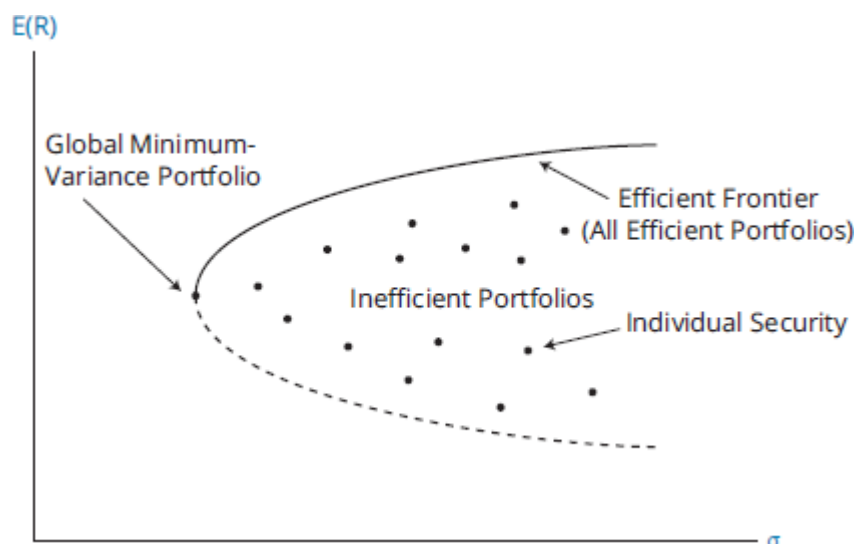 E(R)
Global Minimum-
Variance Portfolio
Efficient Frontier
(All Efficient Portfolios)
Inefficient Portfolios
Individual Security
σ